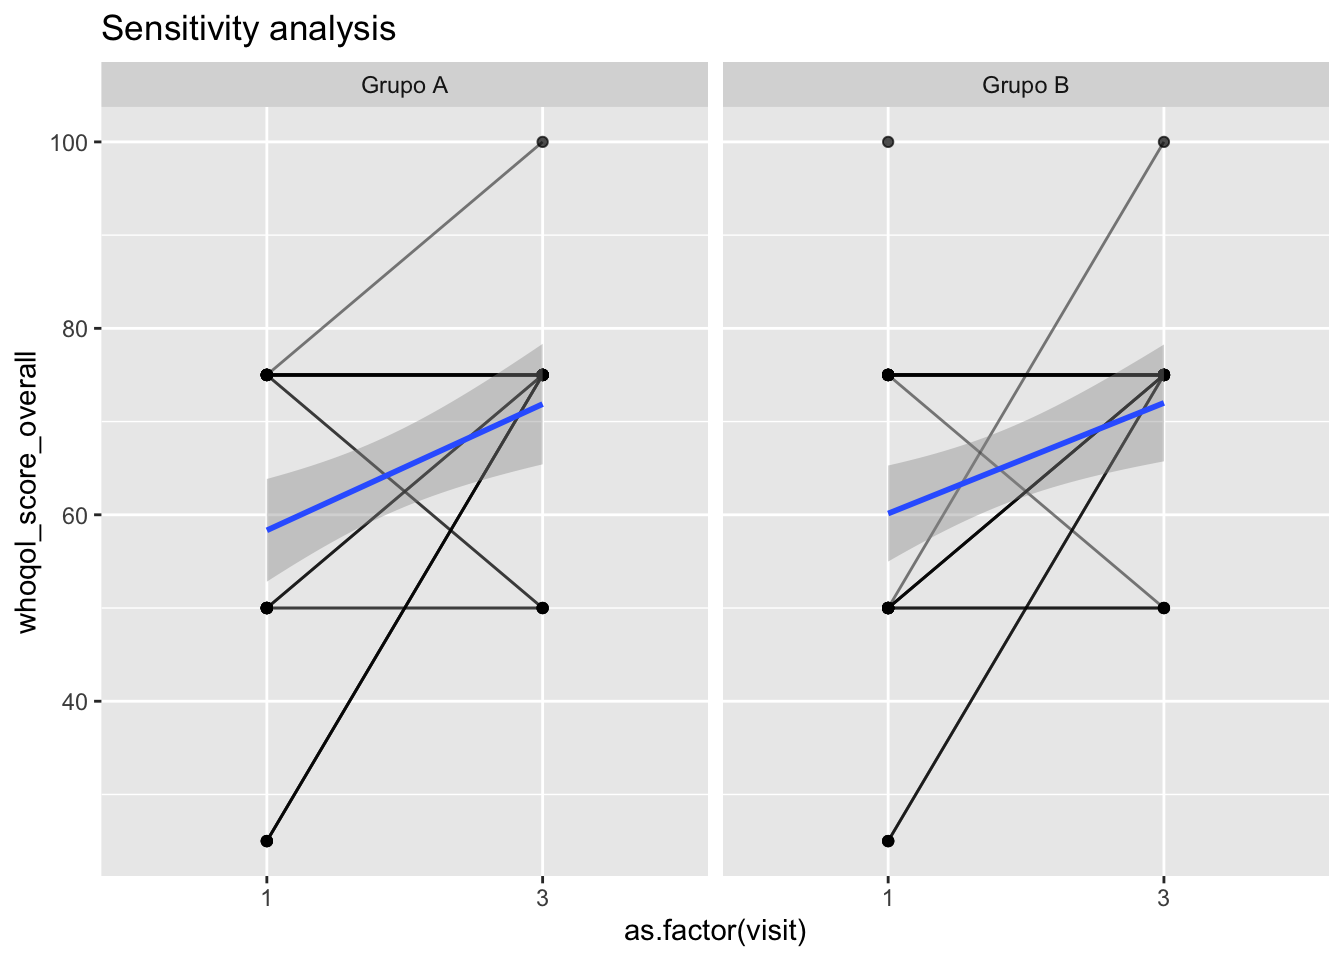 Sensitivity analysis
Grupo A
Grupo B
100
80
60
40
whoqol_score_overall
1
3
1
3
as.factor(visit)